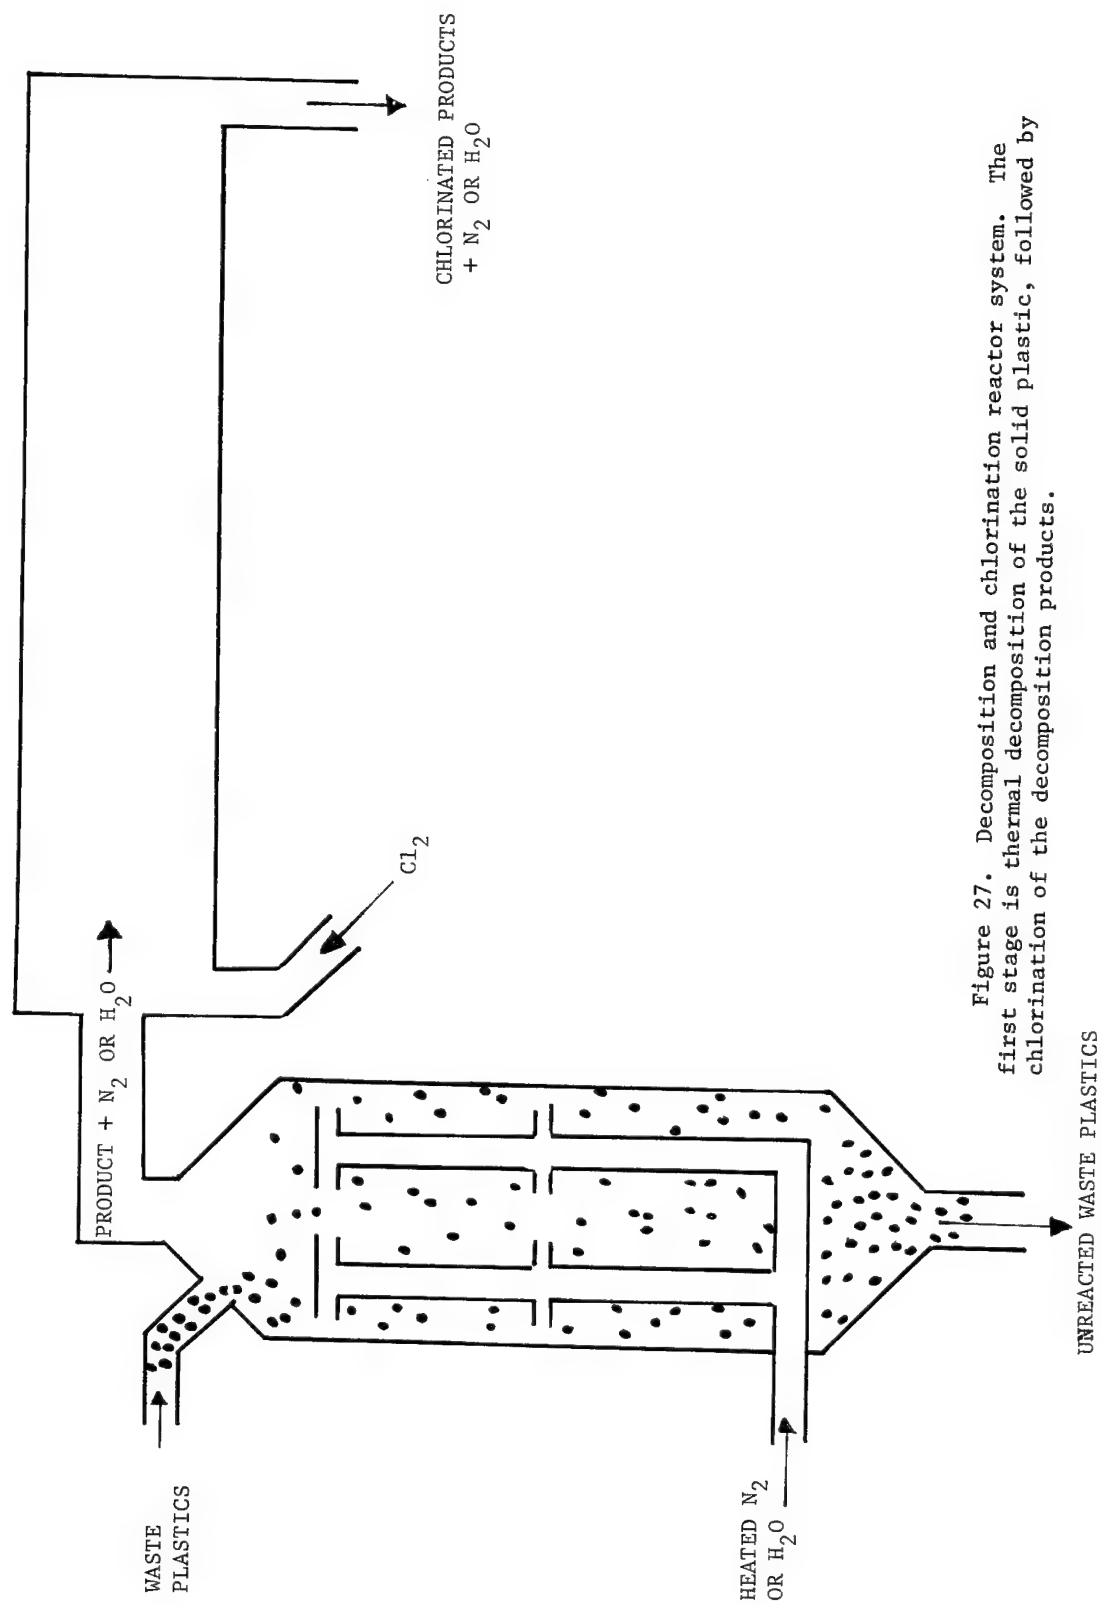 WASTE
PLASTICS
HEATED N2
OR H2O
PRODUCT + N2 OR H2O
Cl2
CHLORINATED PRODUCTS
+ N2 OR H2O
UNREACTED WASTE PLASTICS
Figure 27. Decomposition and chlorination reactor system. The
first stage is thermal decomposition of the solid plastic, followed by
chlorination of the decomposition products.